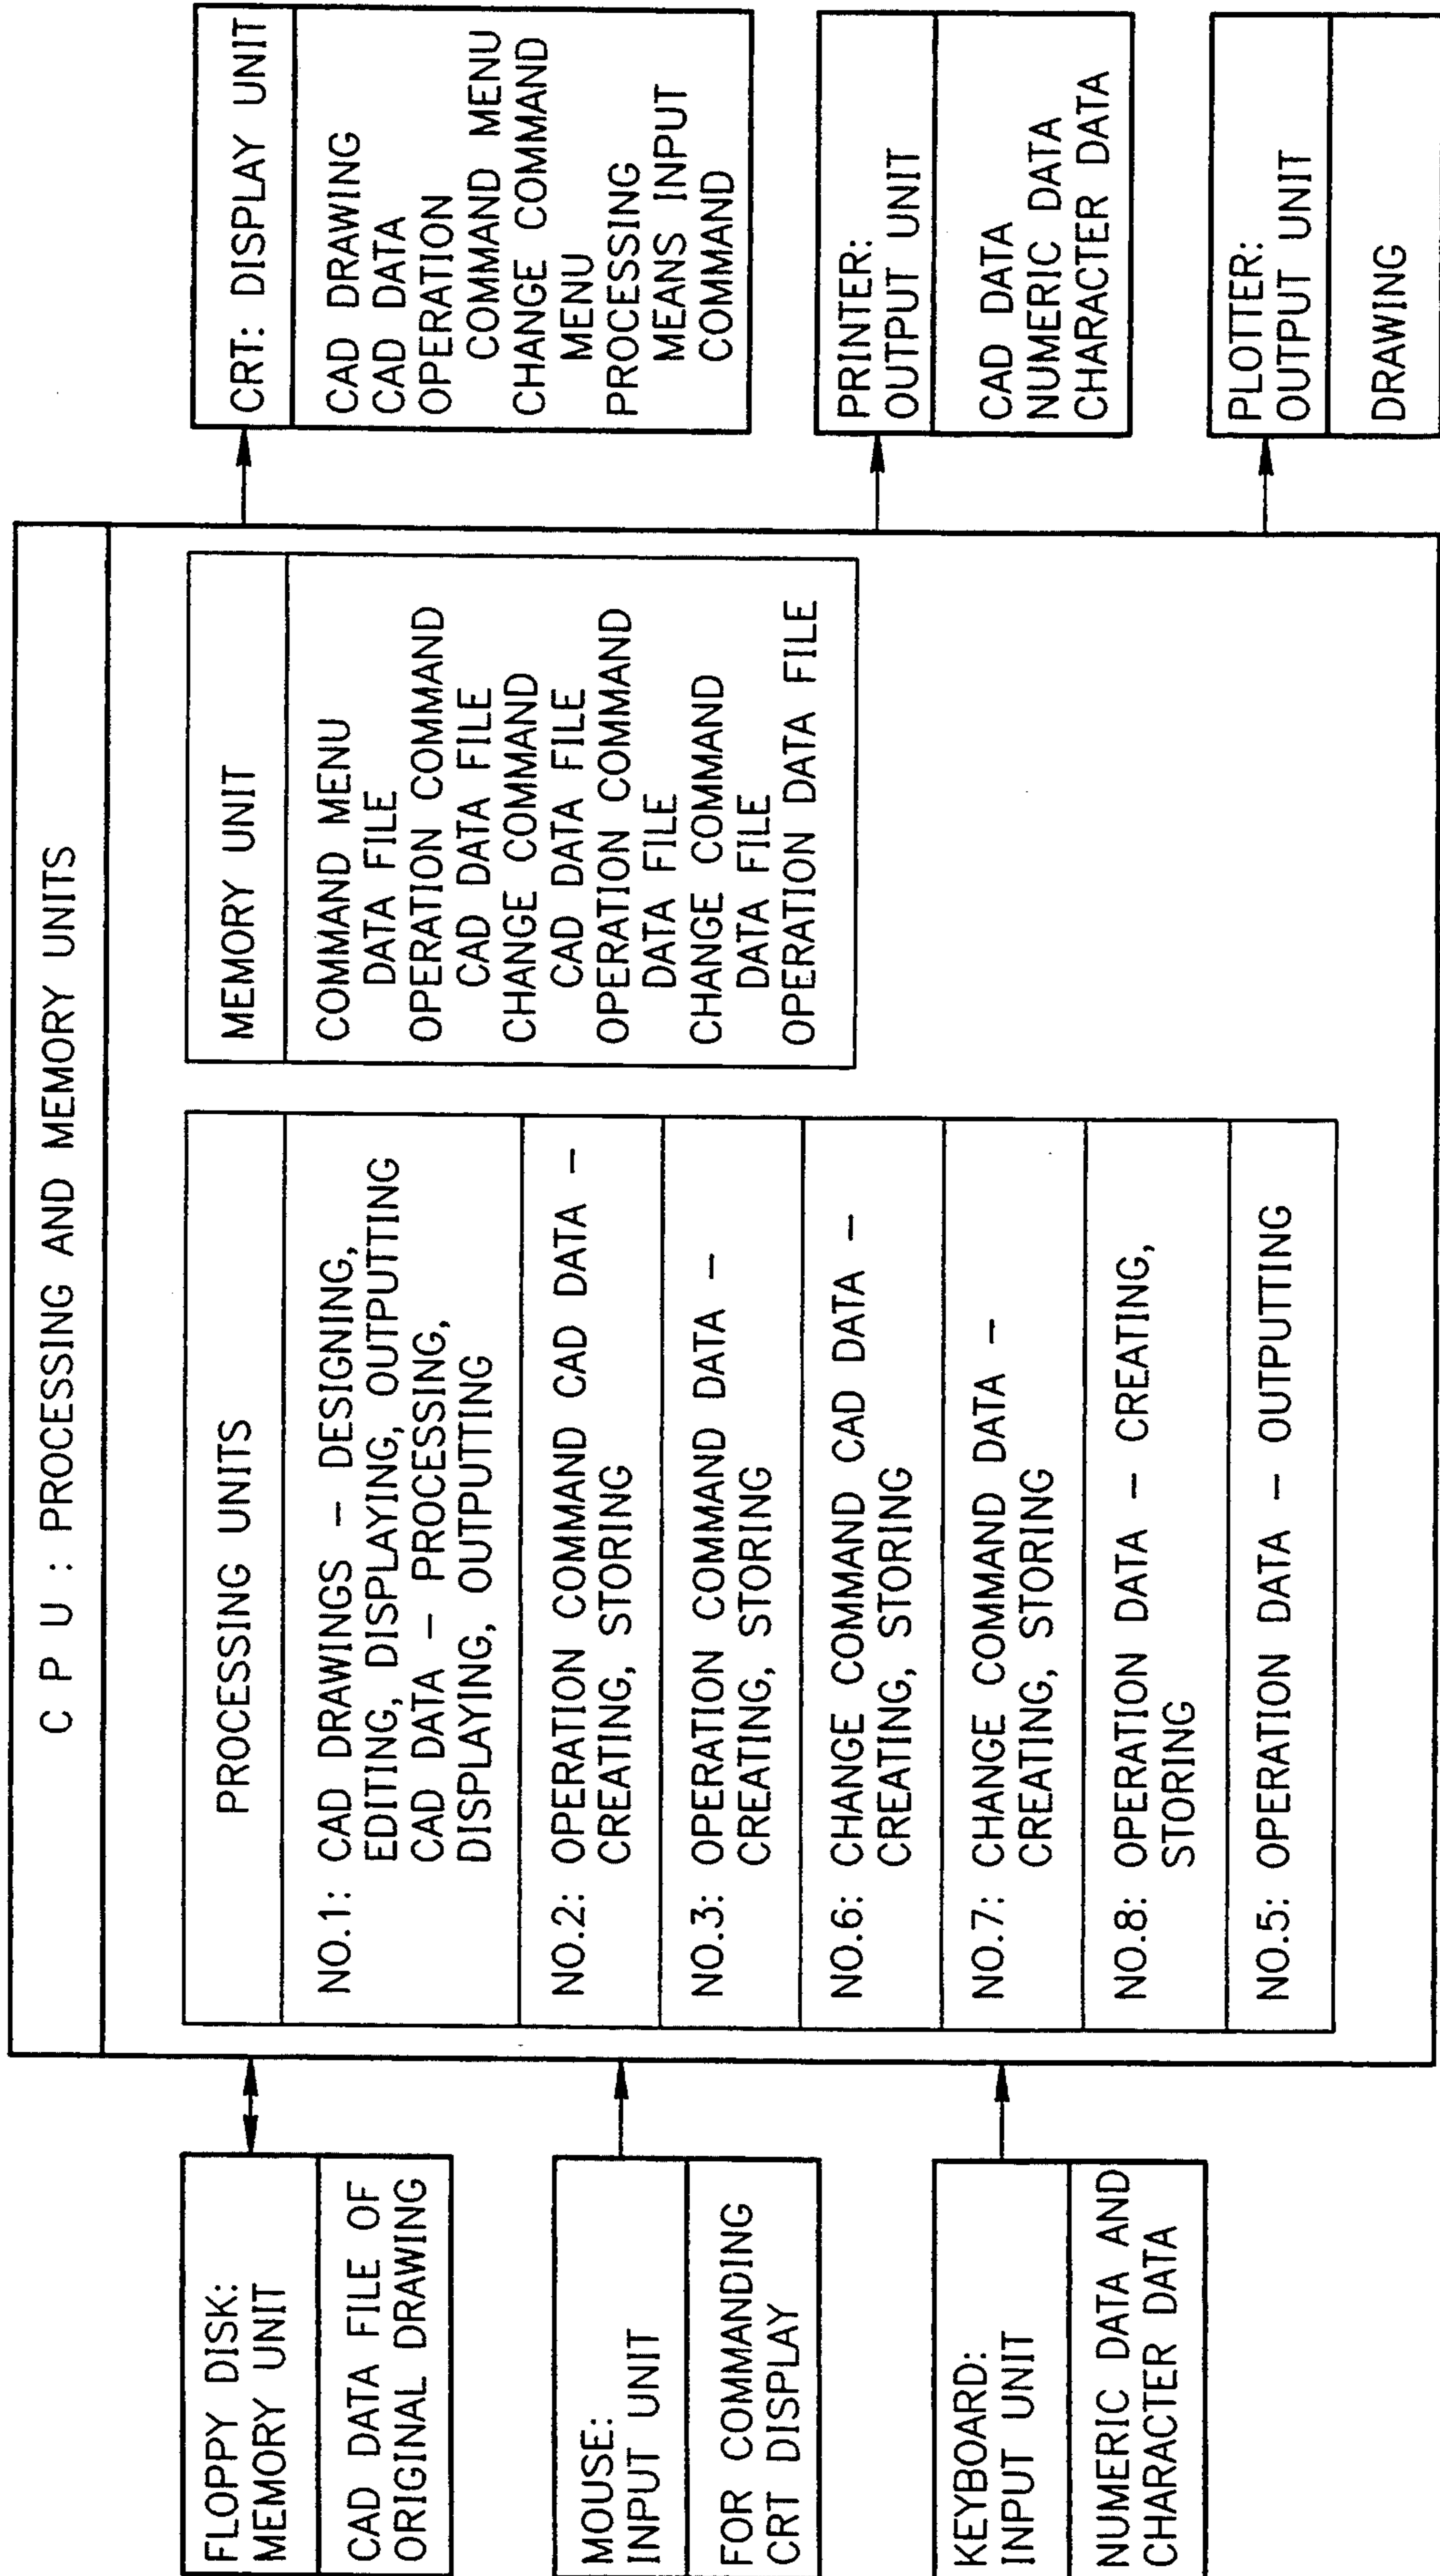 C P U : PROCESSING AND MEMORY UNITS
FLOPPY DISK:
MEMORY UNIT
CAD DATA FILE OF
ORIGINAL DRAWING
MOUSE:
INPUT UNIT
FOR COMMANDING
CRT DISPLAY
KEYBOARD:
INPUT UNIT
NUMERIC DATA AND
CHARACTER DATA
PROCESSING UNITS
NO.1: CAD DRAWINGS – DESIGNING,
EDITING, DISPLAYING, OUTPUTTING
CAD DATA – PROCESSING,
DISPLAYING, OUTPUTTING
NO.2: OPERATION COMMAND CAD DATA –
CREATING, STORING
NO.3: OPERATION COMMAND DATA –
CREATING, STORING
NO.6: CHANGE COMMAND CAD DATA –
CREATING, STORING
NO.7: CHANGE COMMAND DATA –
CREATING, STORING
NO.8: OPERATION DATA – CREATING,
STORING
NO.5: OPERATION DATA – OUTPUTTING
MEMORY UNIT
COMMAND MENU
DATA FILE
OPERATION COMMAND
CAD DATA FILE
CHANGE COMMAND
CAD DATA FILE
OPERATION COMMAND
DATA FILE
CHANGE COMMAND
DATA FILE
OPERATION DATA FILE
CRT: DISPLAY UNIT
CAD DRAWING
CAD DATA
OPERATION
COMMAND MENU
CHANGE COMMAND
MENU
PROCESSING
MEANS INPUT
COMMAND
PRINTER:
OUTPUT UNIT
CAD DATA
NUMERIC DATA
CHARACTER DATA
PLOTTER:
OUTPUT UNIT
DRAWING